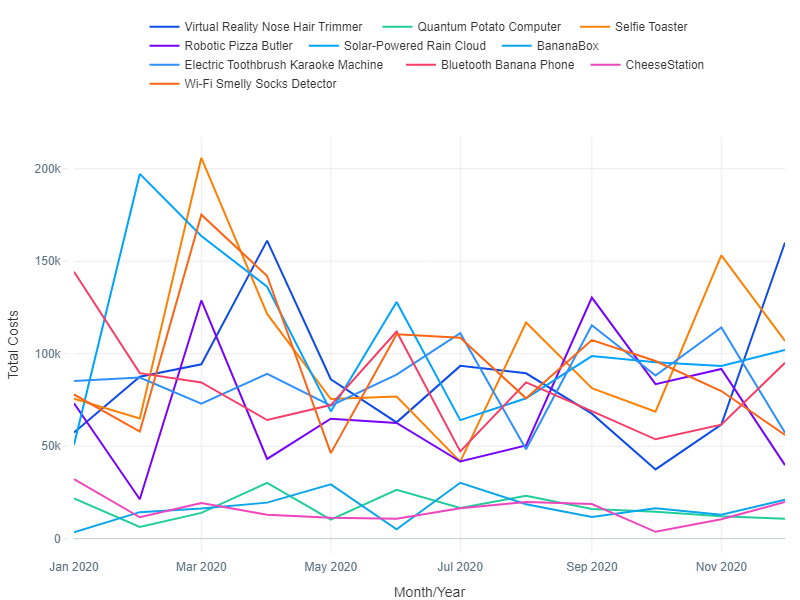 Virtual Reality Nose Hair Trimmer Quantum Potato Computer Selfie Toaster
Robotic Pizza Butler Solar-Powered Rain Cloud BananaBox
Electric Toothbrush Karaoke Machine Bluetooth Banana Phone CheeseStation
Wi-Fi Smelly Socks Detector
200k
150k
100k
50k
0
Total Costs
Jan 2020 Mar 2020 May 2020 Jul 2020 Sep 2020 Nov 2020
Month/Year